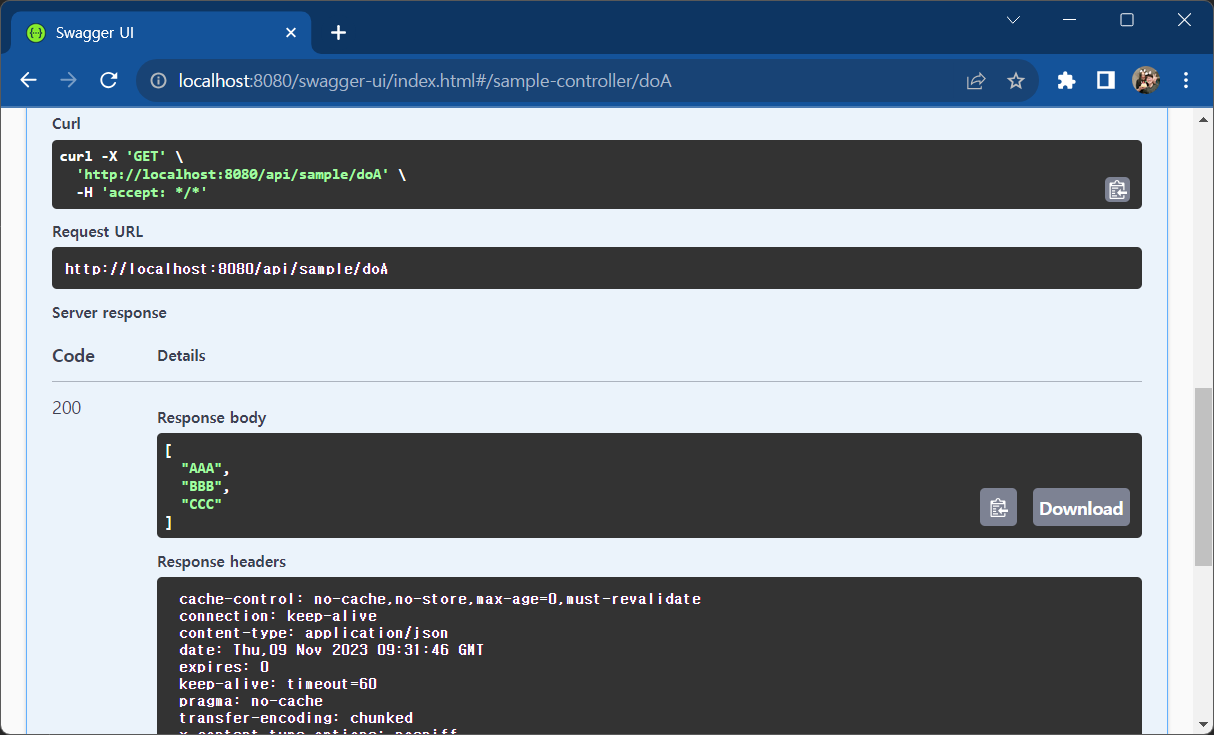 Swagger UI
localhost:8080/swagger-ui/index.html#/sample-controller/doA
Curl
curl -X 'GET' \
  'http://localhost:8080/api/sample/doA' \
  -H 'accept: */*'
Request URL
http://localhost:8080/api/sample/doA
Server response
Code Details
200
Response body
[
  "AAA",
  "BBB",
  "CCC"
]
Download
Response headers
cache-control: no-cache,no-store,max-age=0,must-revalidate
connection: keep-alive
content-type: application/json
date: Thu,09 Nov 2023 09:31:46 GMT
expires: 0
keep-alive: timeout=60
pragma: no-cache
transfer-encoding: chunked
x-content-type-options: nosniff